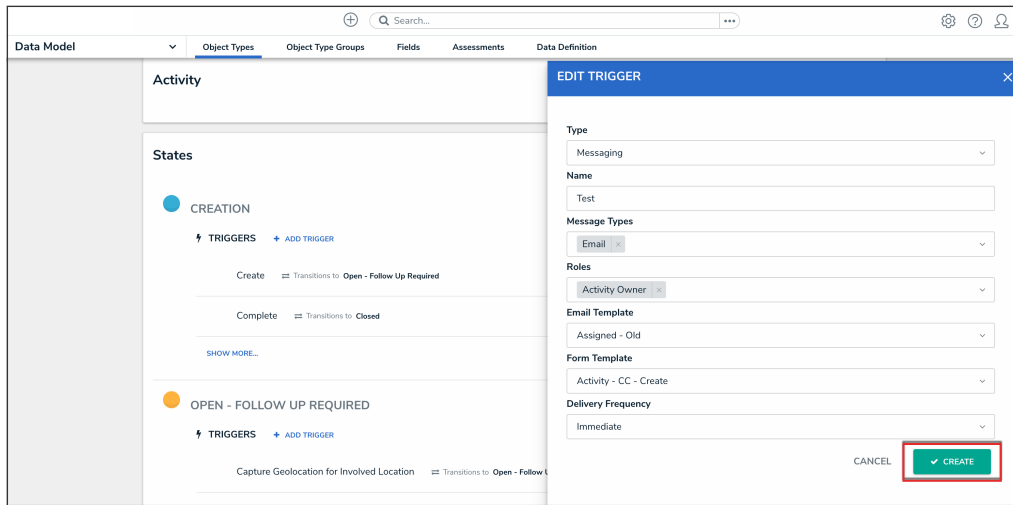 Search...
Data Model
Object Types
Object Type Groups
Fields
Assessments
Data Definition
Activity
States
CREATION
TRIGGERS
+ ADD TRIGGER
Create
Transitions to Open - Follow Up Required
Complete
Transitions to Closed
SHOW MORE...
OPEN - FOLLOW UP REQUIRED
TRIGGERS
+ ADD TRIGGER
Capture Geolocation for Involved Location
Transitions to Open - Follow
EDIT TRIGGER
Type
Messaging
Name
Test
Message Types
Email ×
Roles
Activity Owner ×
Email Template
Assigned - Old
Form Template
Activity - CC - Create
Delivery Frequency
Immediate
CANCEL
CREATE